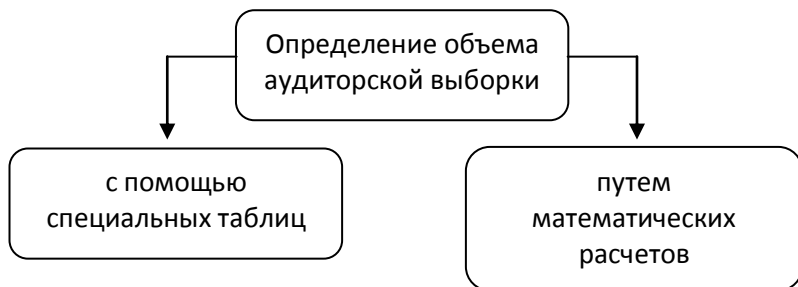 Определение объема
аудиторской выборки
с помощью
специальных таблиц
путем
математических
расчетов